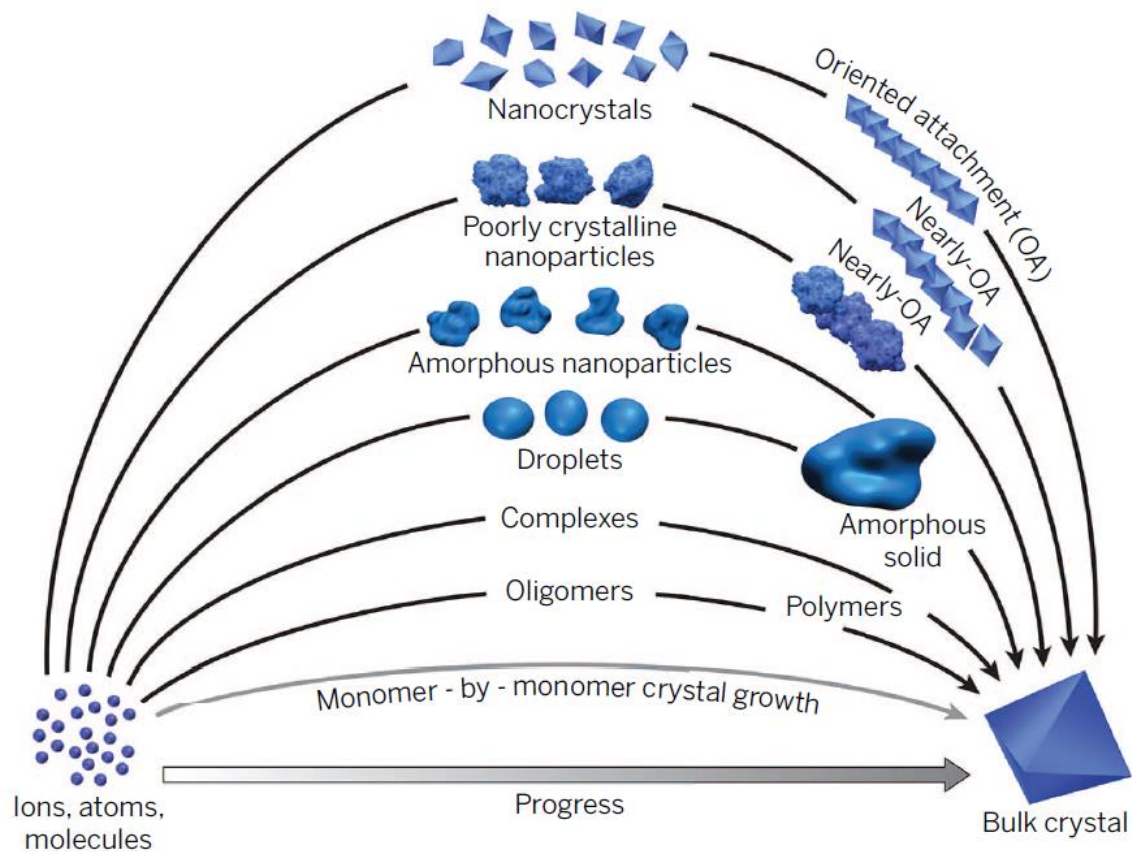 Nanocrystals
Oriented attachment (OA)
Poorly crystalline
nanoparticles
Nearly-OA
Nearly-OA
Amorphous nanoparticles
Droplets
Amorphous
solid
Complexes
Oligomers
Polymers
Monomer - by - monomer crystal growth
Progress
Ions, atoms,
molecules
Bulk crystal